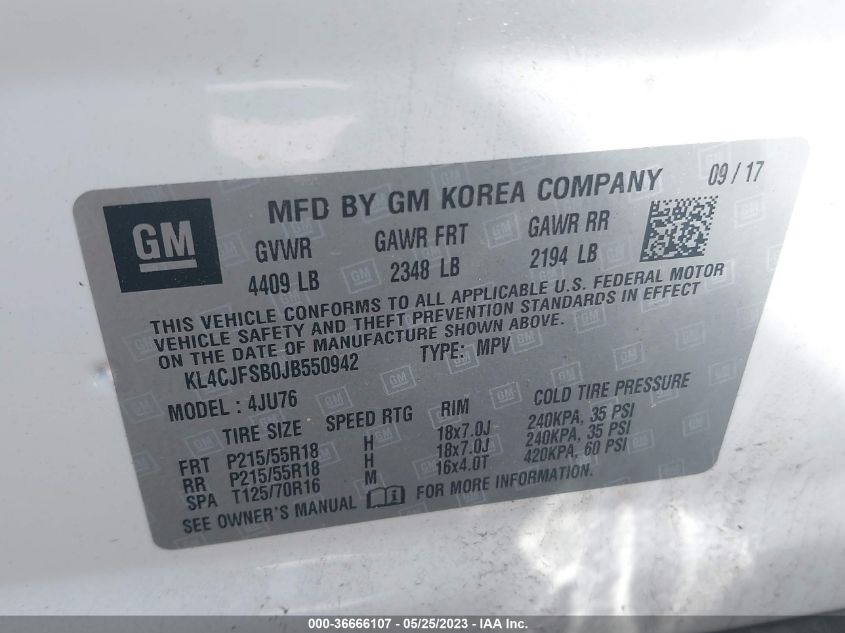 GM
MFD BY GM KOREA COMPANY 09 / 17
GVWR GAWR FRT GAWR RR
4409 LB 2348 LB 2194 LB
THIS VEHICLE CONFORMS TO ALL APPLICABLE U.S. FEDERAL MOTOR
VEHICLE SAFETY AND THEFT PREVENTION STANDARDS IN EFFECT
ON THE DATE OF MANUFACTURE SHOWN ABOVE.
KL4CJFSB0JB550942 TYPE: MPV
MODEL : 4JU76
TIRE SIZE SPEED RTG RIM COLD TIRE PRESSURE
FRT P215/55R18 H 18x7.0J 240KPA, 35 PSI
RR P215/55R18 H 18x7.0J 240KPA, 35 PSI
SPA T125/70R16 M 16x4.0T 420KPA, 60 PSI
SEE OWNER'S MANUAL FOR MORE INFORMATION.
000-36666107 - 05/25/2023 - IAA Inc.